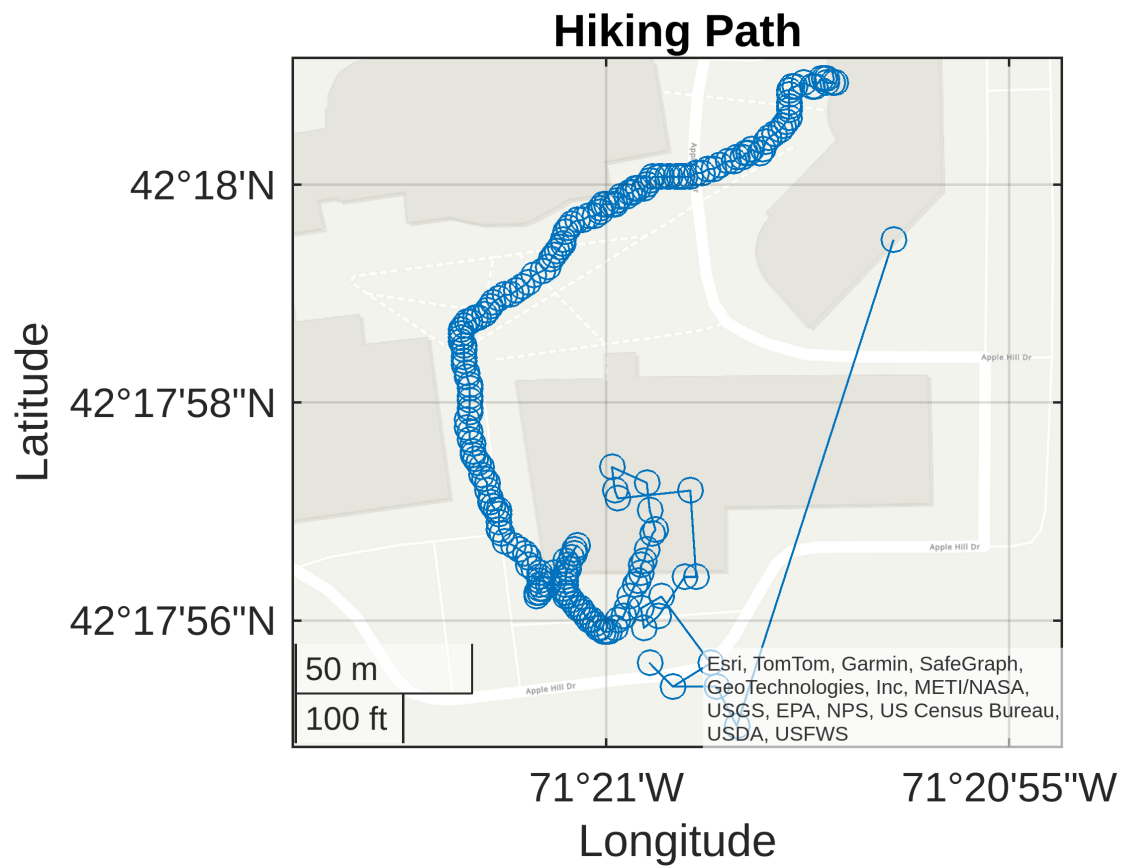 Hiking Path
42°18'N
42°17'58"N
42°17'56"N
Latitude
Apple Hill Dr
Apple Hill Dr
Apple Hill Dr
50 m
100 ft
Esri, TomTom, Garmin, SafeGraph,
GeoTechnologies, Inc, METI/NASA,
USGS, EPA, NPS, US Census Bureau,
USDA, USFWS
71°21'W
71°20'55"W
Longitude